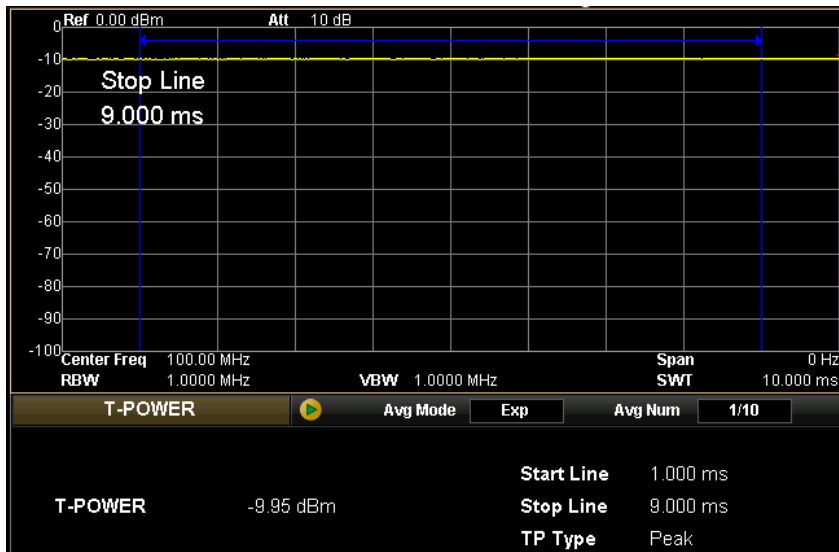 Ref 0.00 dBm Att 10 dB
0
-10
Stop Line
-20
9.000 ms
-30
-40
-50
-60
-70
-80
-90
-100
Center Freq 100.00 MHz Span 0 Hz
RBW 1.0000 MHz VBW 1.0000 MHz SWT 10.000 ms
T-POWER Avg Mode Exp Avg Num 1/10
Start Line 1.000 ms
T-POWER -9.95 dBm Stop Line 9.000 ms
TP Type Peak